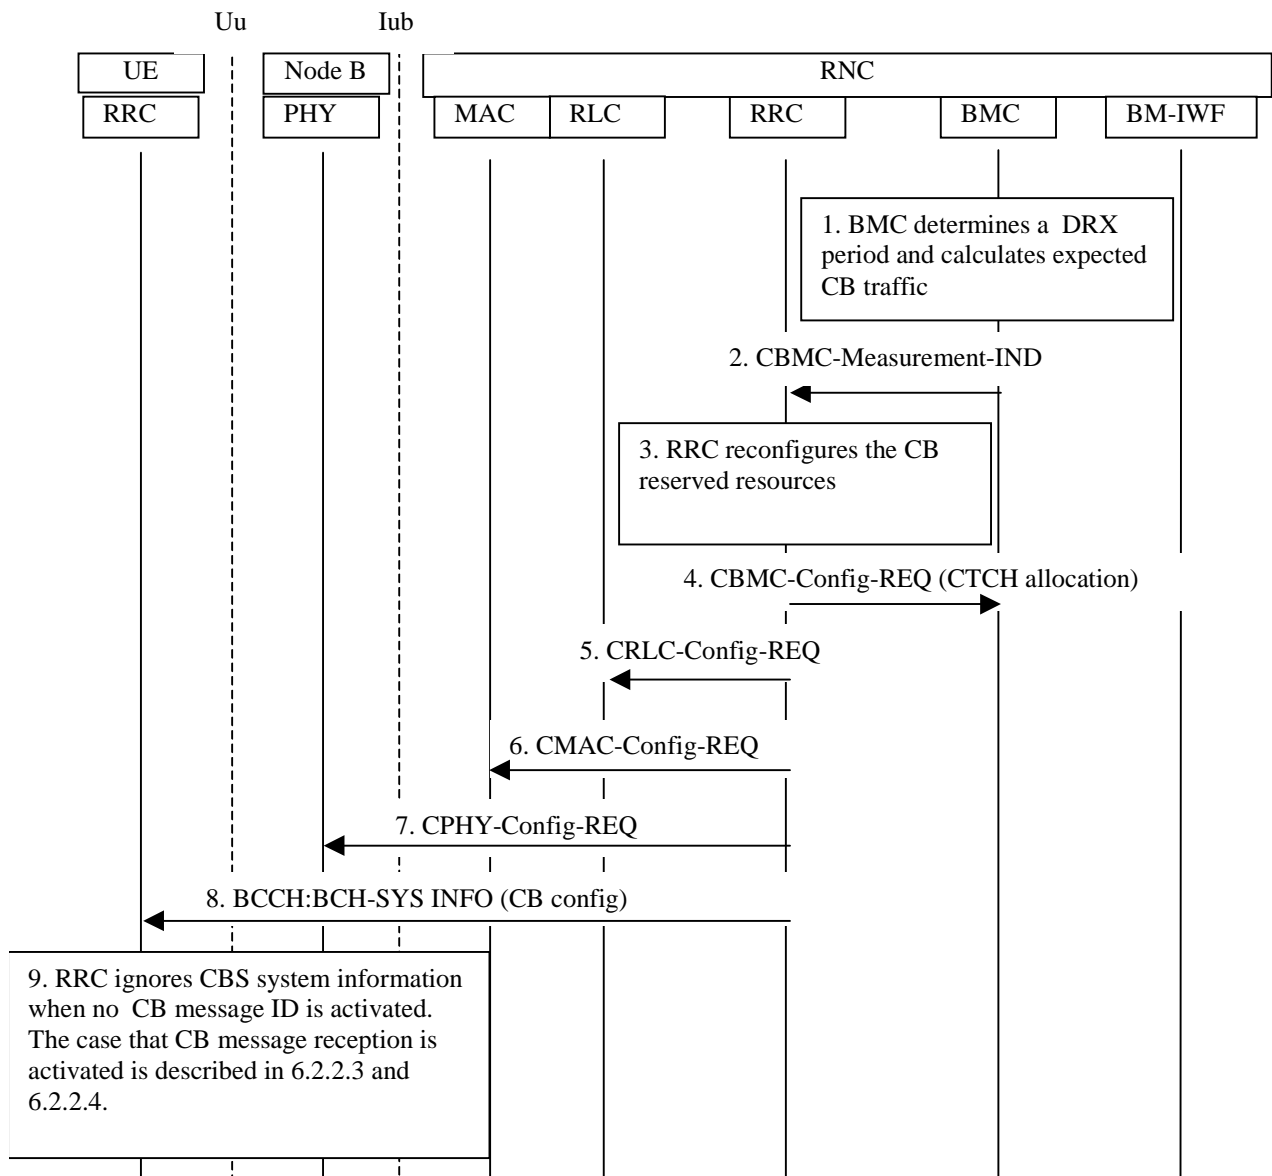 Uu Iub
UE Node B RNC
RRC PHY MAC RLC RRC BMC BM-IWF
1. BMC determines a DRX
period and calculates expected
CB traffic
2. CBMC-Measurement-IND
3. RRC reconfigures the CB
reserved resources
4. CBMC-Config-REQ (CTCH allocation)
5. CRLC-Config-REQ
6. CMAC-Config-REQ
7. CPHY-Config-REQ
8. BCCH:BCH-SYS INFO (CB config)
9. RRC ignores CBS system information
when no CB message ID is activated.
The case that CB message reception is
activated is described in 6.2.2.3 and
6.2.2.4.